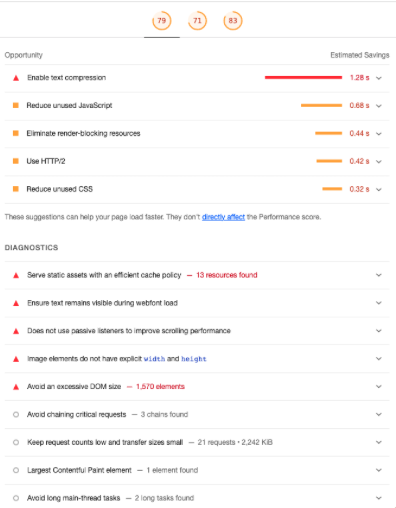 79 71 83
Opportunity Estimated Savings
Enable text compression 1.28 s
Reduce unused JavaScript 0.68 s
Eliminate render-blocking resources 0.44 s
Use HTTP/2 0.42 s
Reduce unused CSS 0.32 s
These suggestions can help your page load faster. They don't directly affect the Performance score.
DIAGNOSTICS
Serve static assets with an efficient cache policy — 13 resources found
Ensure text remains visible during webfont load
Does not use passive listeners to improve scrolling performance
Image elements do not have explicit width and height
Avoid an excessive DOM size — 1,570 elements
Avoid chaining critical requests — 3 chains found
Keep request counts low and transfer sizes small — 21 requests • 2,242 KiB
Largest Contentful Paint element — 1 element found
Avoid long main-thread tasks — 2 long tasks found